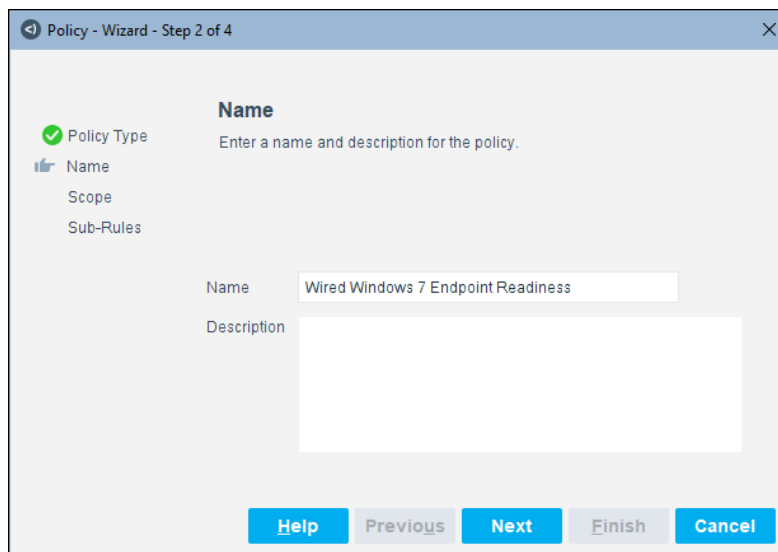 Policy - Wizard - Step 2 of 4
Policy Type
Name
Scope
Sub-Rules
Name
Enter a name and description for the policy.
Name
Wired Windows 7 Endpoint Readiness
Description
Help
Previous
Next
Finish
Cancel